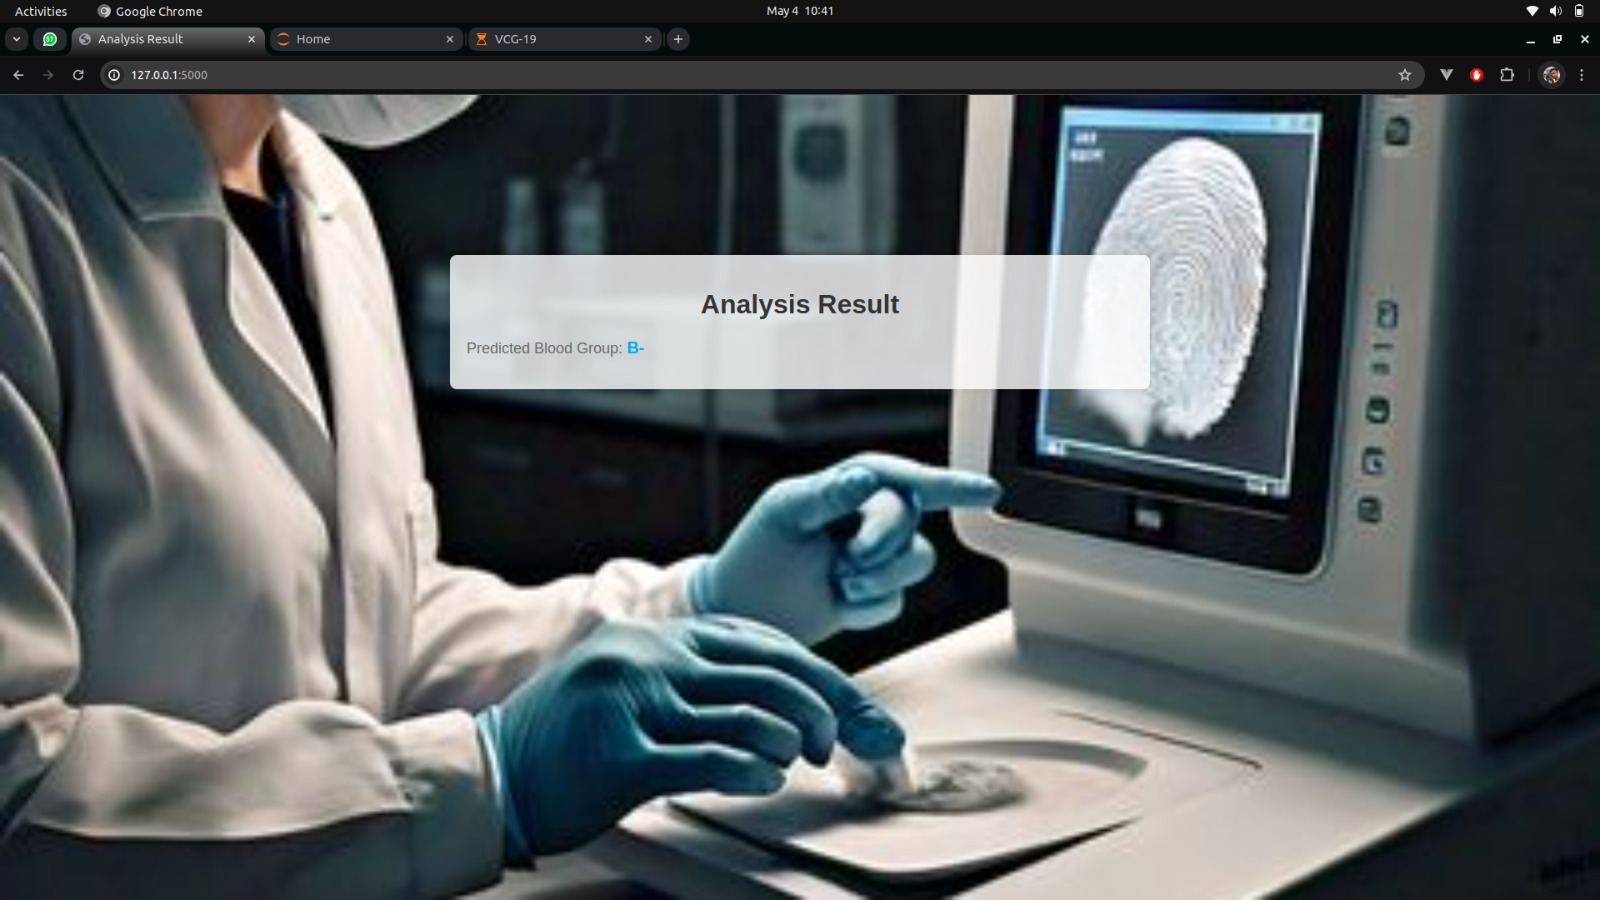 Activities
Google Chrome
May 4 10:41
57
Analysis Result
Home
VCG-19
127.0.0.1:5000
Analysis Result
Predicted Blood Group: B-